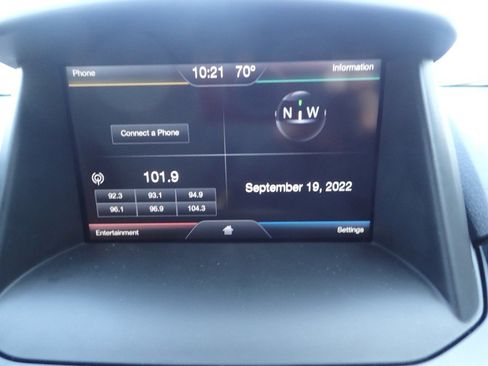 Phone 10:21 70° Information
N W
Connect a Phone
101.9
92.3 93.1 94.9
96.1 96.9 104.3
September 19, 2022
Entertainment Settings